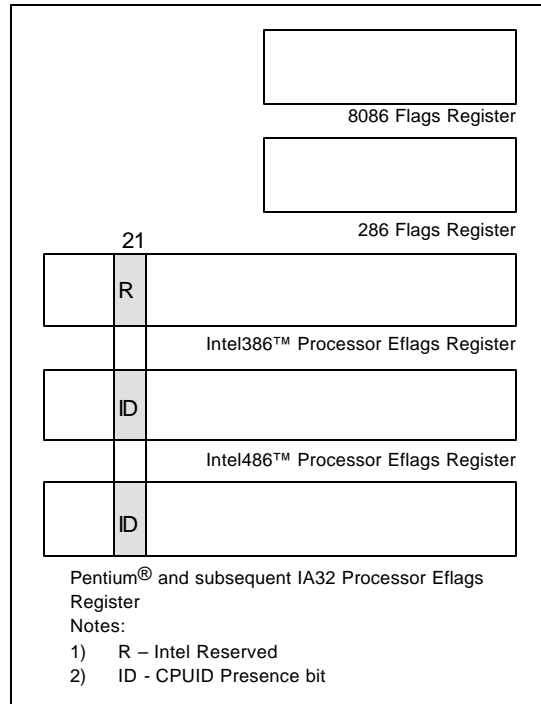 8086 Flags Register
286 Flags Register
21
R
Intel386™ Processor Eflags Register
ID
Intel486™ Processor Eflags Register
ID
Pentium® and subsequent IA32 Processor Eflags
Register
Notes:
1) R – Intel Reserved
2) ID - CPUID Presence bit